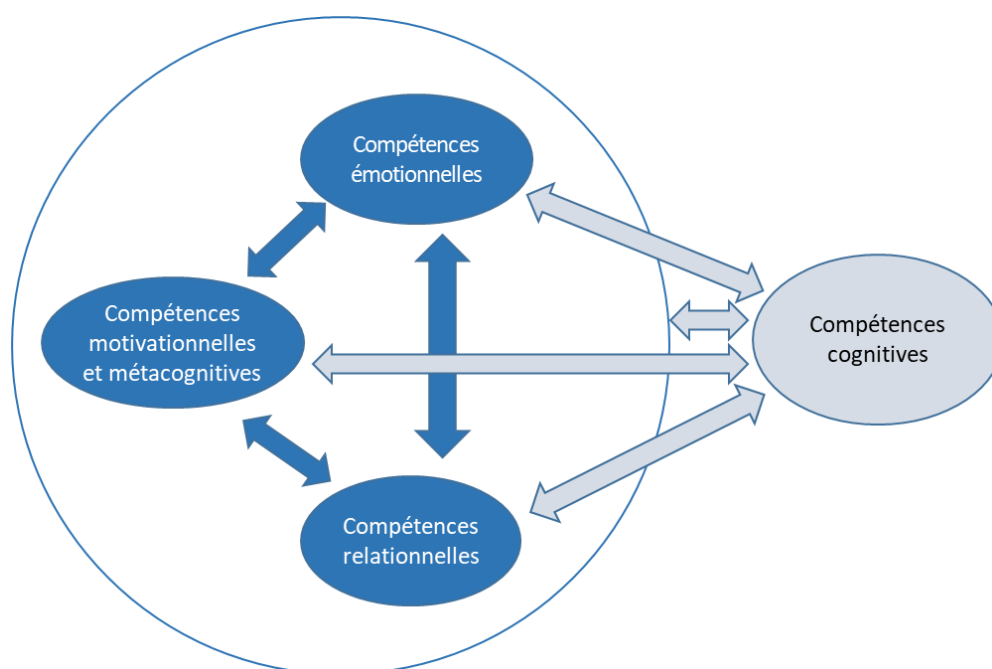 Compétences
émotionnelles
Compétences
motivationnelles
et métacognitives
Compétences
cognitives
Compétences
relationnelles